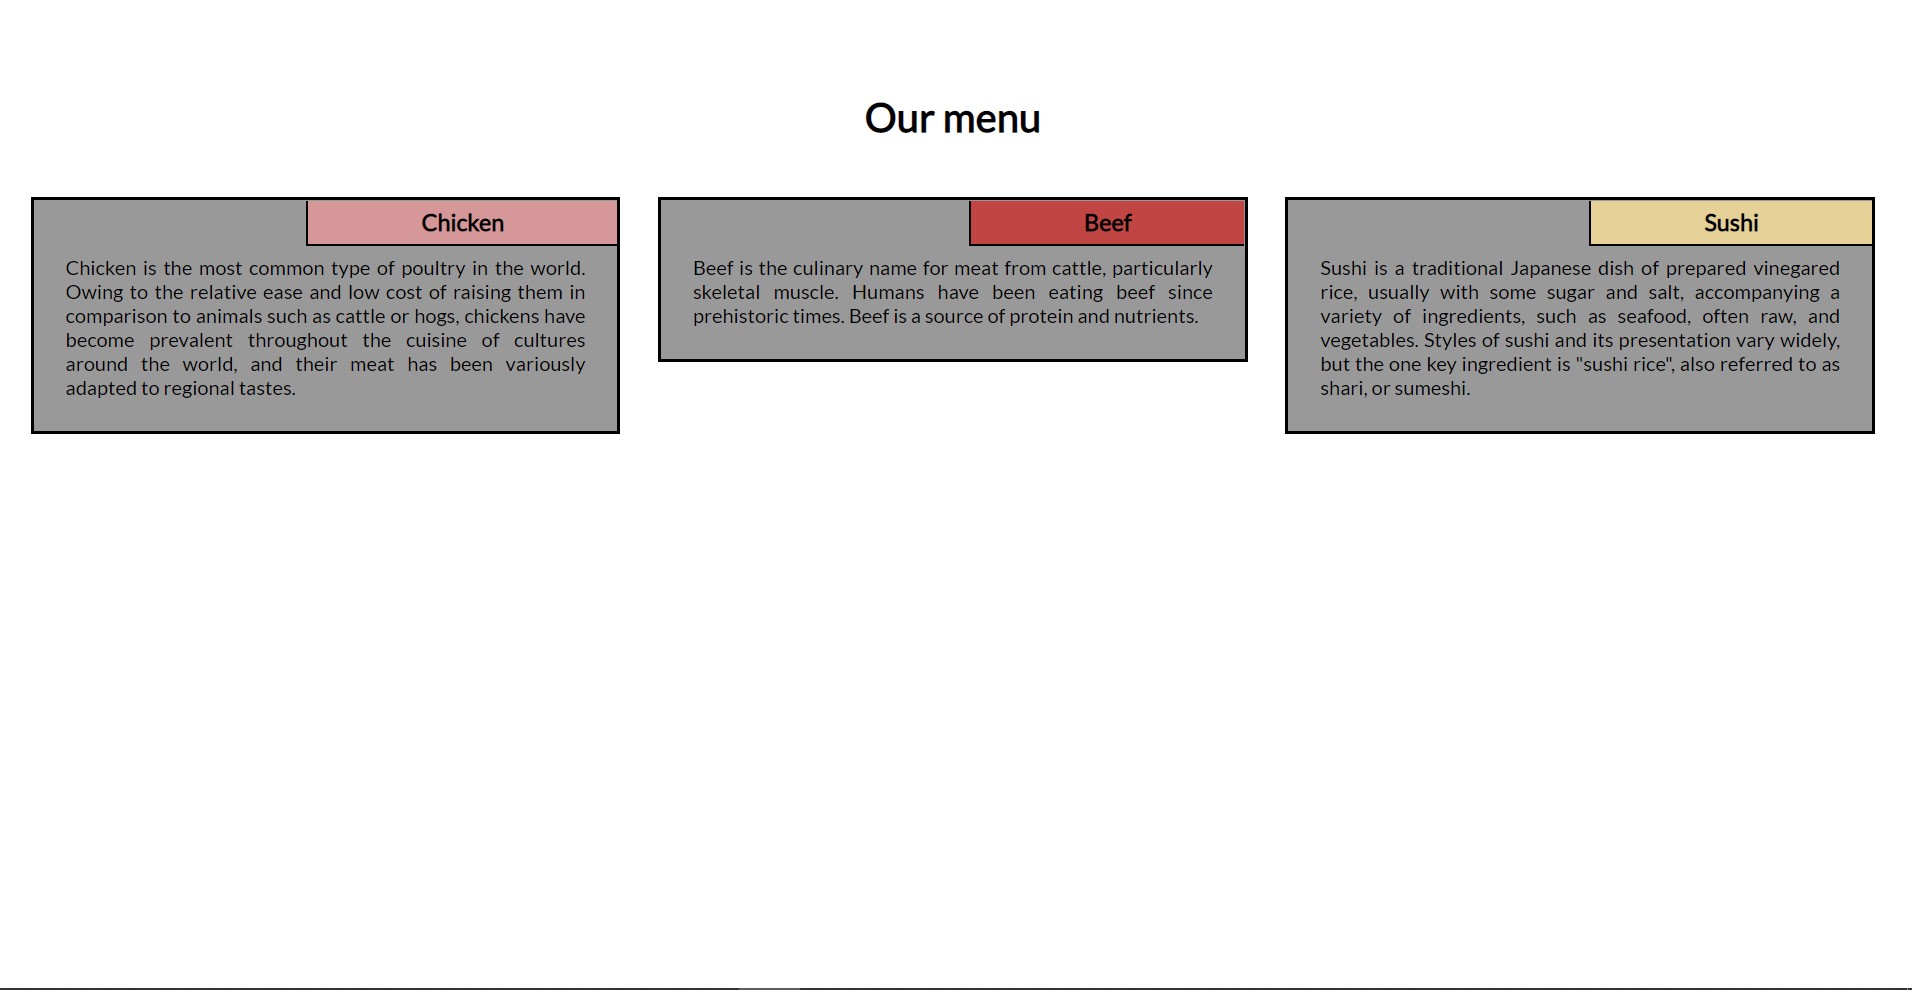 Our menu
Chicken
Chicken is the most common type of poultry in the world.
Owing to the relative ease and low cost of raising them in
comparison to animals such as cattle or hogs, chickens have
become prevalent throughout the cuisine of cultures
around the world, and their meat has been variously
adapted to regional tastes.
Beef
Beef is the culinary name for meat from cattle, particularly
skeletal muscle. Humans have been eating beef since
prehistoric times. Beef is a source of protein and nutrients.
Sushi
Sushi is a traditional Japanese dish of prepared vinegared
rice, usually with some sugar and salt, accompanying a
variety of ingredients, such as seafood, often raw, and
vegetables. Styles of sushi and its presentation vary widely,
but the one key ingredient is "sushi rice", also referred to as
shari, or sumeshi.